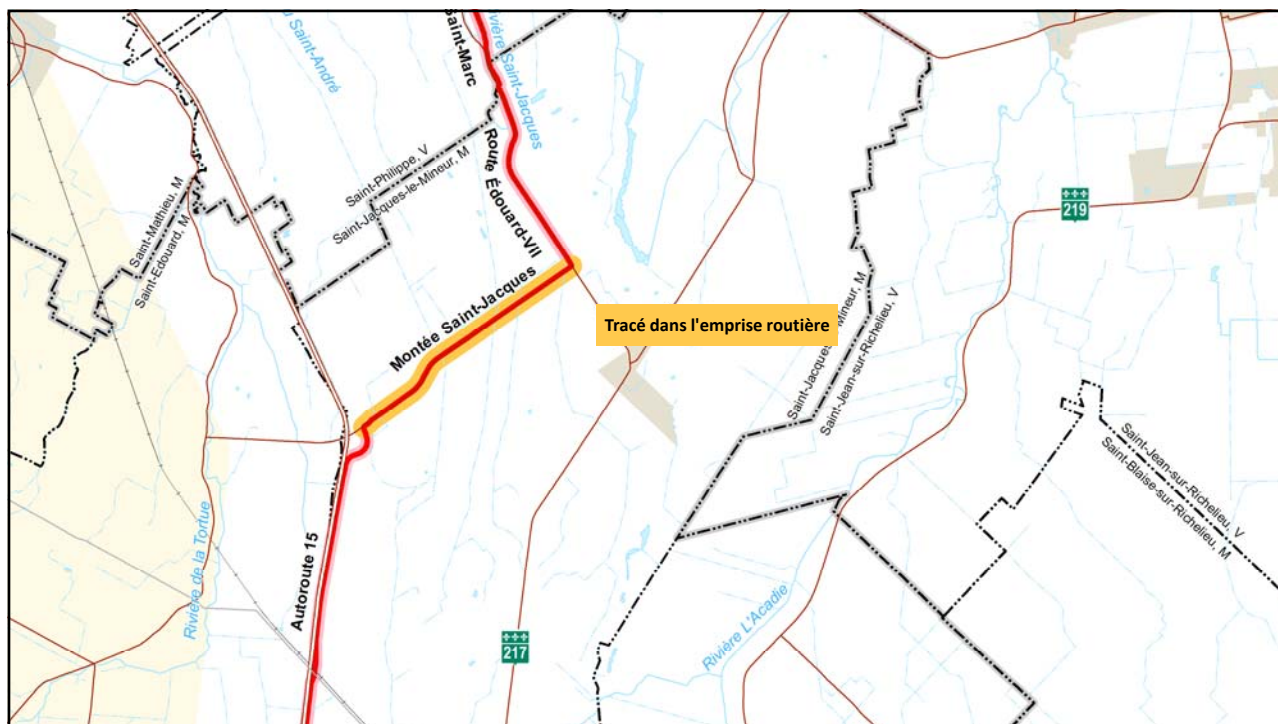 Saint-Marc
Rivière Saint-Jacques
Saint-André
Route Édouard-VII
Saint-Philippe, V
Saint-Jacques-le-Mineur, M
Saint-Mathieu, M
Saint-Édouard, M
219
Montée Saint-Jacques
Tracé dans l'emprise routière
Saint-Jean-sur-Richelieu, V
Saint-Jean-sur-Richelieu, V
Saint-Blaise-sur-Richelieu, M
Rivière de la Tortue
Autoroute 15
217
Rivière L'Acadie